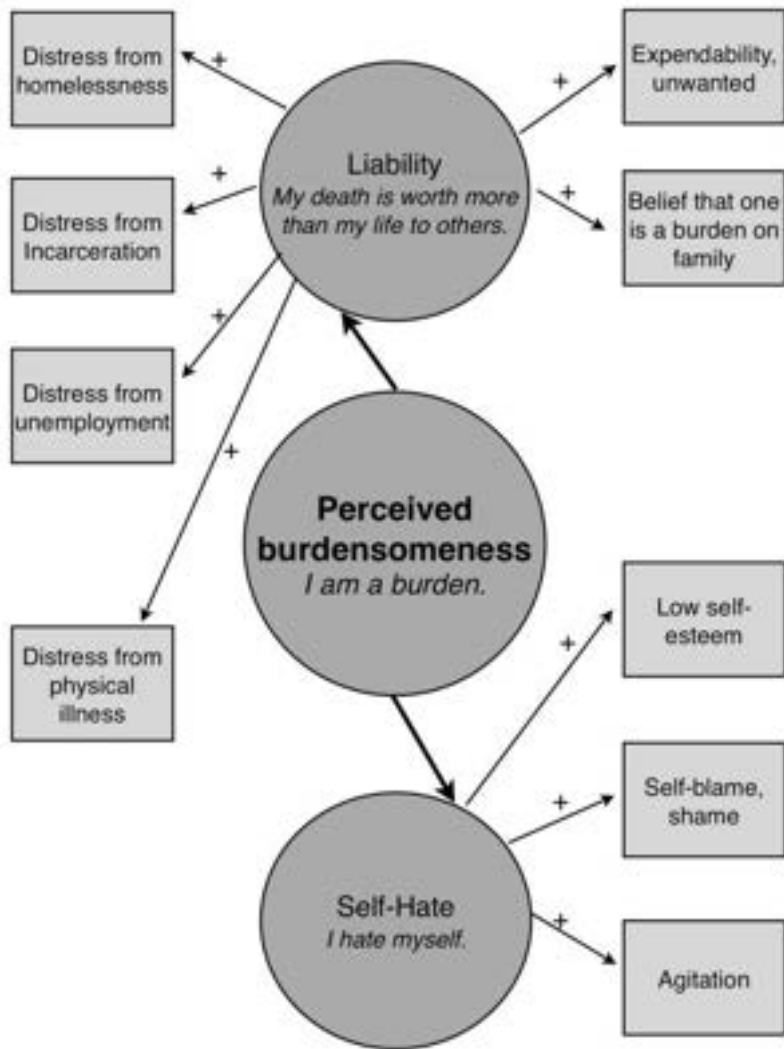 Distress from
homelessness
+
Liability
My death is worth more
than my life to others.
+
Expendability,
unwanted
+
Distress from
Incarceration
+
Belief that one
is a burden on
family
+
Distress from
unemployment
+
Distress from
physical
illness
Perceived
burdensomeness
I am a burden.
+
Low self-
esteem
Self-Hate
I hate myself.
+
Self-blame,
shame
+
Agitation